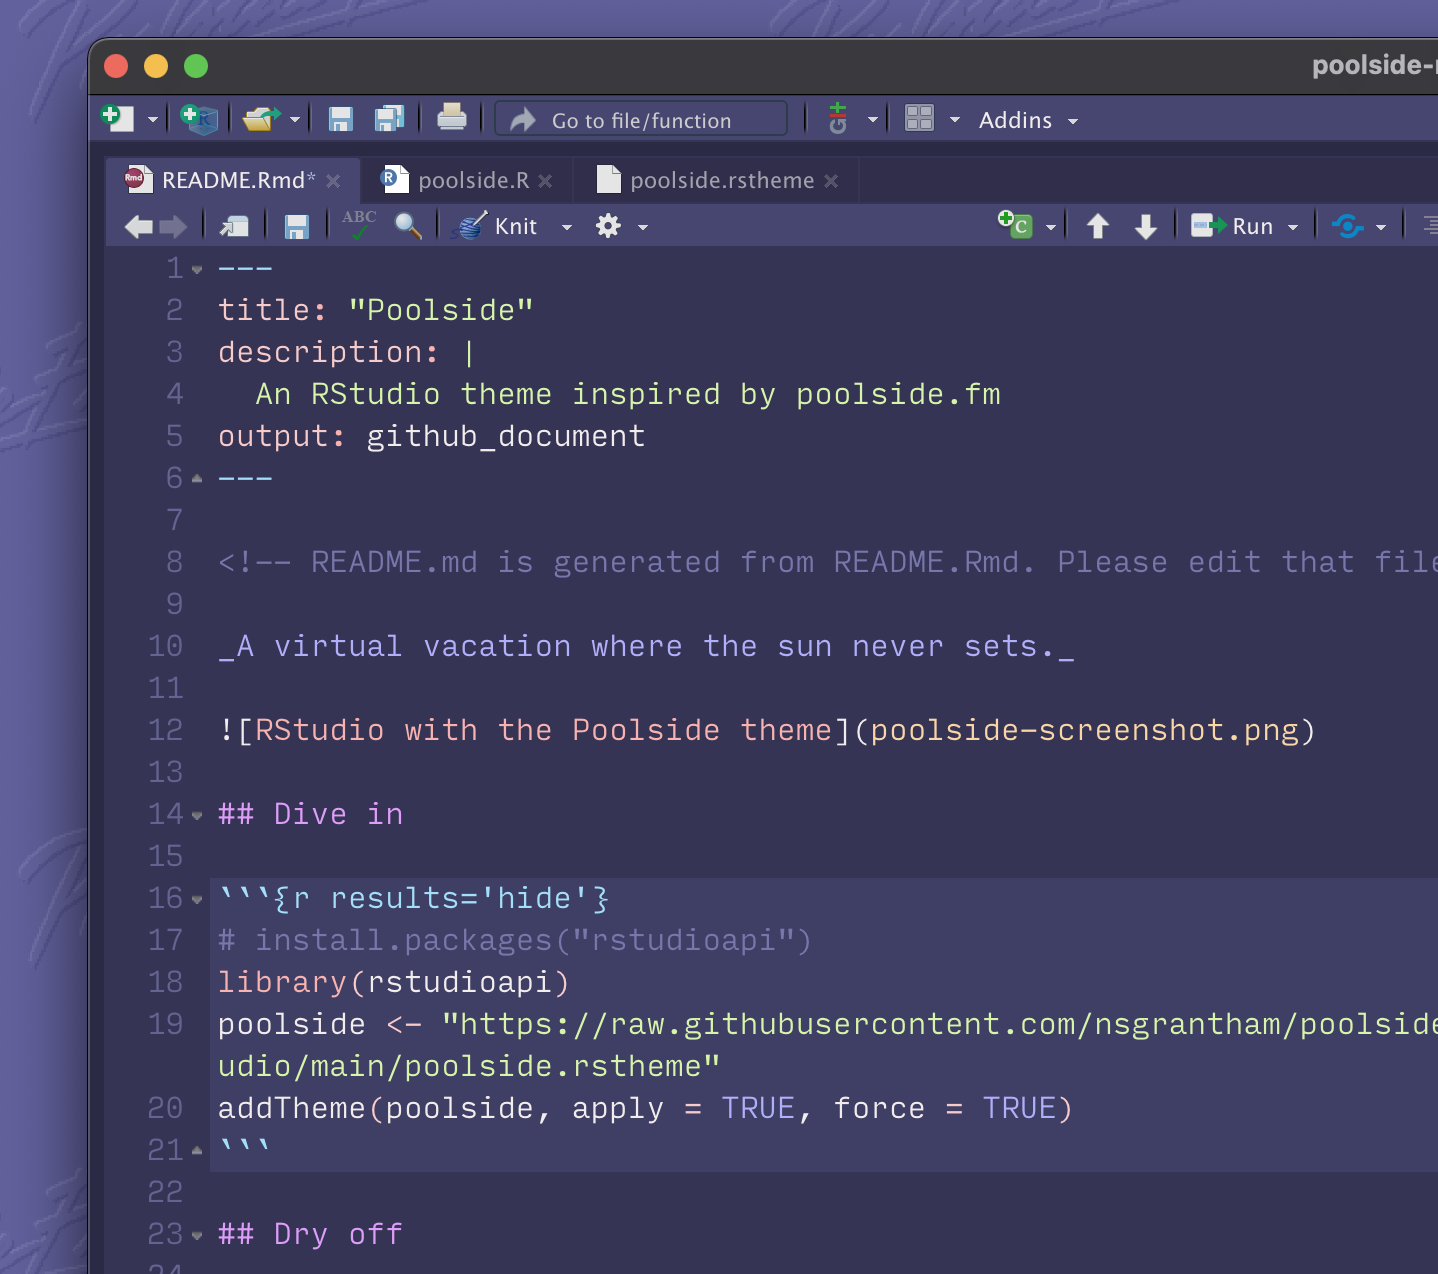 poolside-
Go to file/function
Git
Addins
README.Rmd*
poolside.R
poolside.rstheme
ABC
Knit
Run
1 ---
2 title: "Poolside"
3 description: |
4 An RStudio theme inspired by poolside.fm
5 output: github_document
6 ---
7
8 <!-- README.md is generated from README.Rmd. Please edit that file
9
10 _A virtual vacation where the sun never sets._
11
12 ![RStudio with the Poolside theme](poolside-screenshot.png)
13
14 ## Dive in
15
16 ```{r results='hide'}
17 # install.packages("rstudioapi")
18 library(rstudioapi)
19 poolside <- "https://raw.githubusercontent.com/nsgrantham/poolside
udio/main/poolside.rstheme"
20 addTheme(poolside, apply = TRUE, force = TRUE)
21 ```
22
23 ## Dry off
24